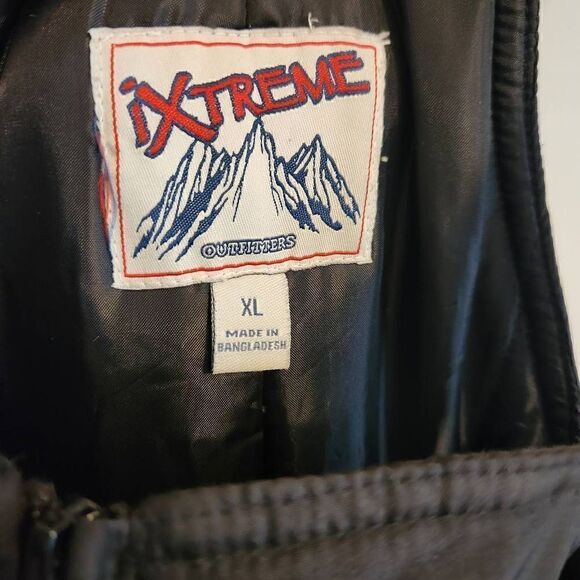 iXTREME
OUTFITTERS
XL
MADE IN
BANGLADESH